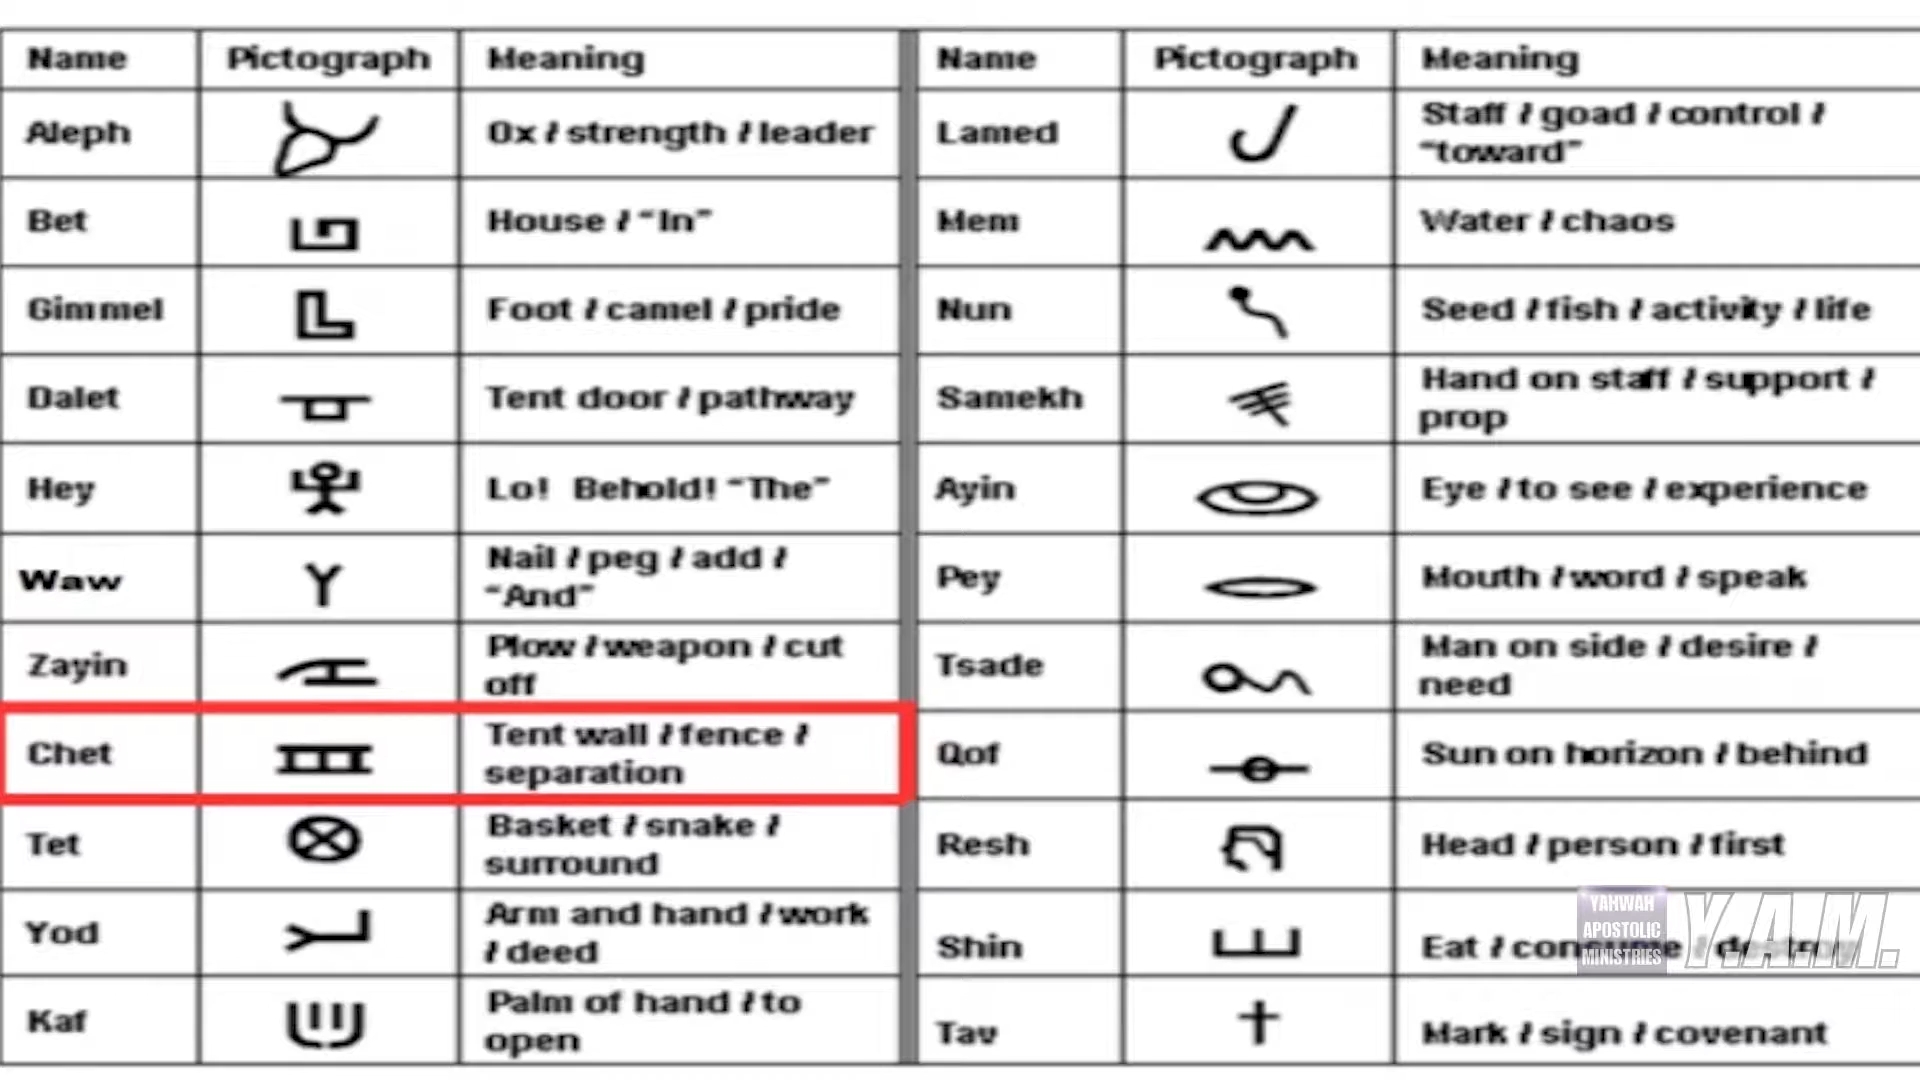 Name Pictograph Meaning
Aleph Ox / strength / leader
Bet House / “In”
Gimmel Foot / camel / pride
Dalet Tent door / pathway
Hey Lo! Behold! “The”
Waw Nail / peg / add /
“And”
Zayin Plow / weapon / cut
off
Chet Tent wall / fence /
separation
Tet Basket / snake /
surround
Yod Arm and hand / work
/ deed
Kaf Palm of hand / to
open
Name Pictograph Meaning
Lamed Staff / goad / control /
“toward”
Mem Water / chaos
Nun Seed / fish / activity / life
Samekh Hand on staff / support /
prop
Ayin Eye / to see / experience
Pey Mouth / word / speak
Tsade Man on side / desire /
need
Qof Sun on horizon / behind
Resh Head / person / first
Shin Eat / consume / destroy
Tav Mark / sign / covenant
YAHWAH
APOSTOLIC
MINISTRIES
Y.A.M.